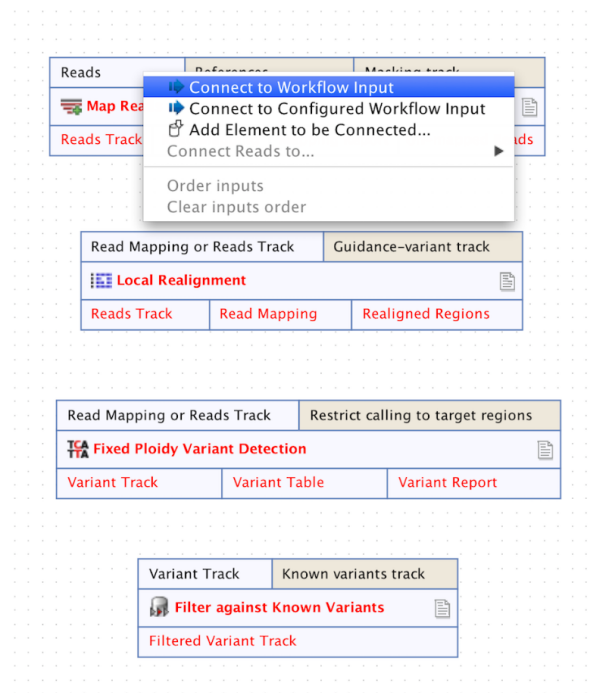 Reads
Connect to Workflow Input
Connect to Configured Workflow Input
Map Rea
Add Element to be Connected...
Reads Track
Connect Reads to...
ds
Order inputs
Clear inputs order
Read Mapping or Reads Track Guidance-variant track
Local Realignment
Reads Track Read Mapping Realigned Regions
Read Mapping or Reads Track Restrict calling to target regions
TCA
TTA
Fixed Ploidy Variant Detection
Variant Track Variant Table Variant Report
Variant Track Known variants track
Filter against Known Variants
Filtered Variant Track